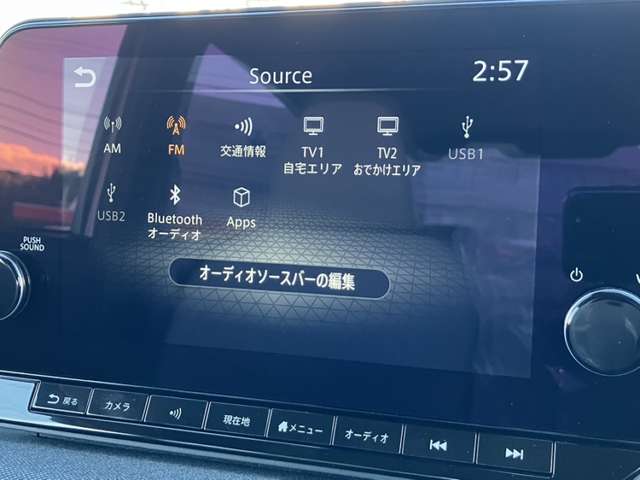 Source
2:57
AM
FM
交通情報
TV1
自宅エリア
TV2
おでかけエリア
USB1
USB2
Bluetooth
オーディオ
Apps
オーディオソースバーの編集
PUSH
SOUND
戻る
カメラ
現在地
メニュー
オーディオ